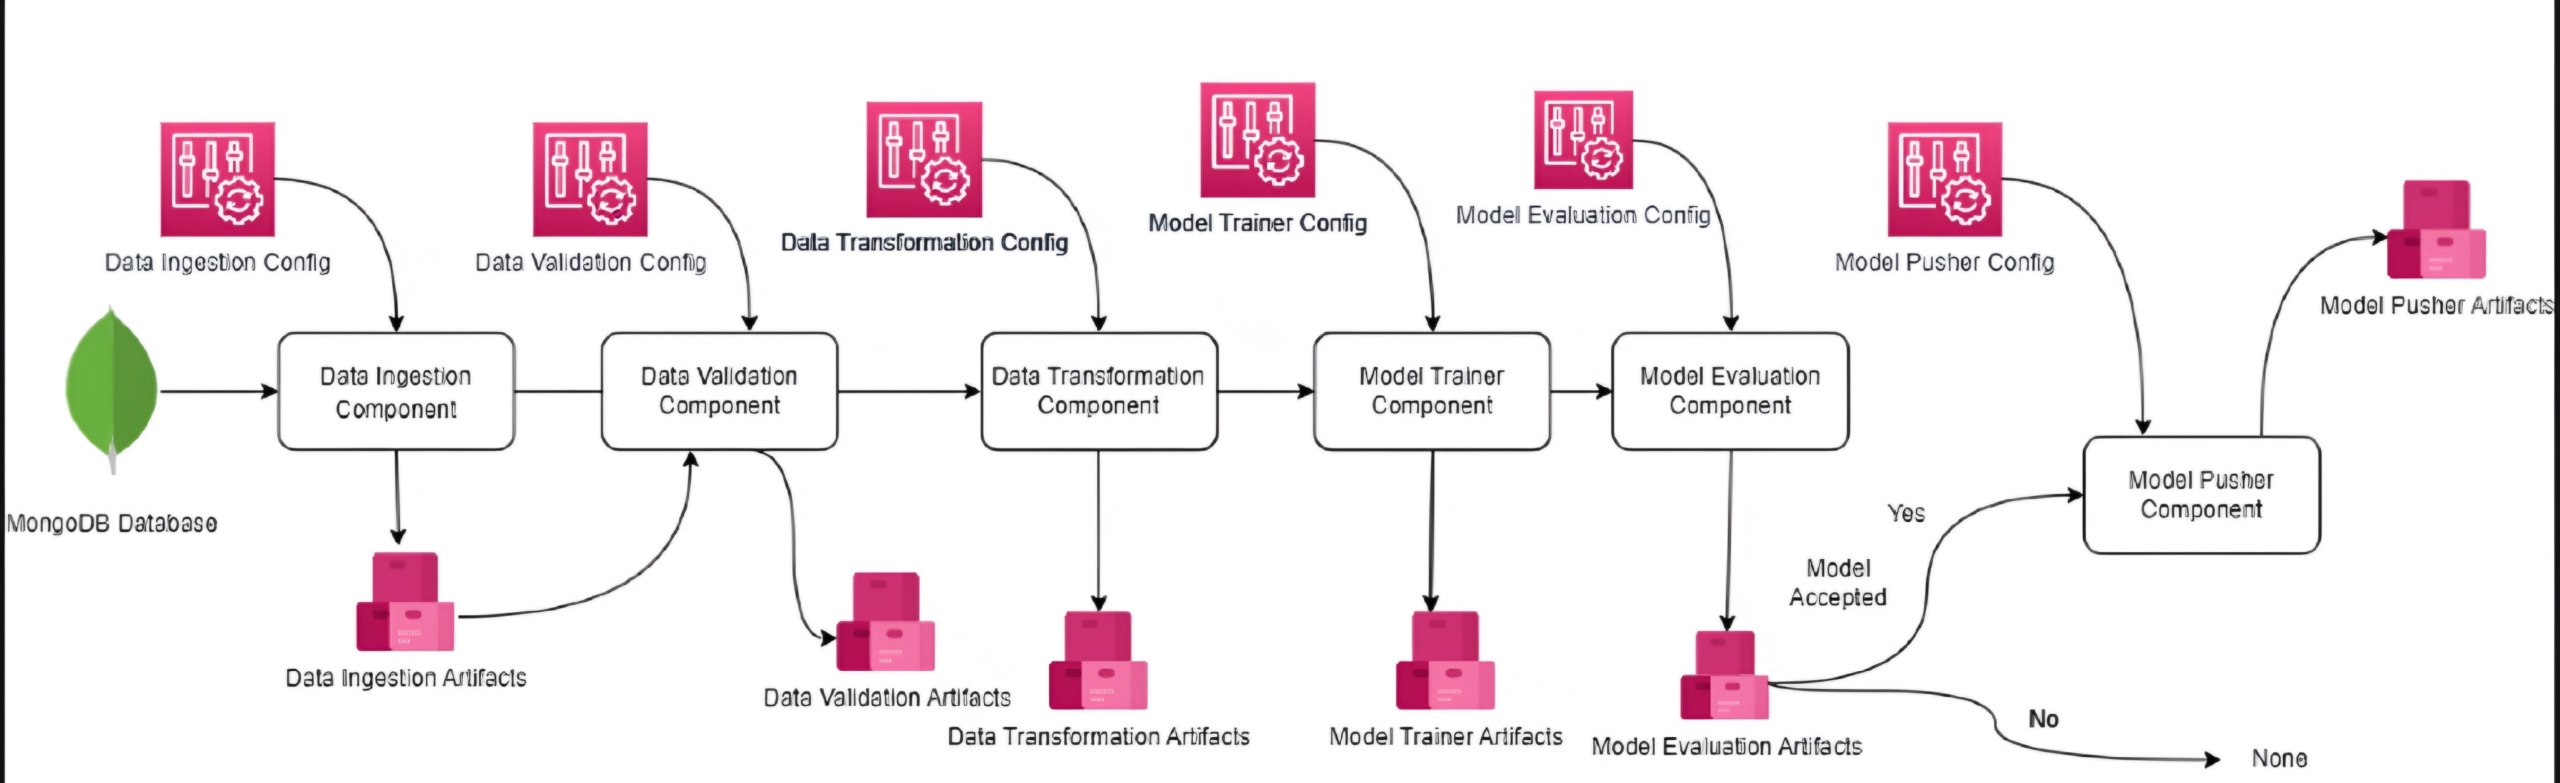 Data Ingestion Config
Data Validation Config
Data Transformation Config
Model Trainer Config
Model Evaluation Config
Model Pusher Config
Model Pusher Artifacts
MongoDB Database
Data Ingestion
Component
Data Validation
Component
Data Transformation
Component
Model Trainer
Component
Model Evaluation
Component
Model Pusher
Component
Yes
Model
Accepted
No
None
Data Ingestion Artifacts
Data Validation Artifacts
Data Transformation Artifacts
Model Trainer Artifacts
Model Evaluation Artifacts